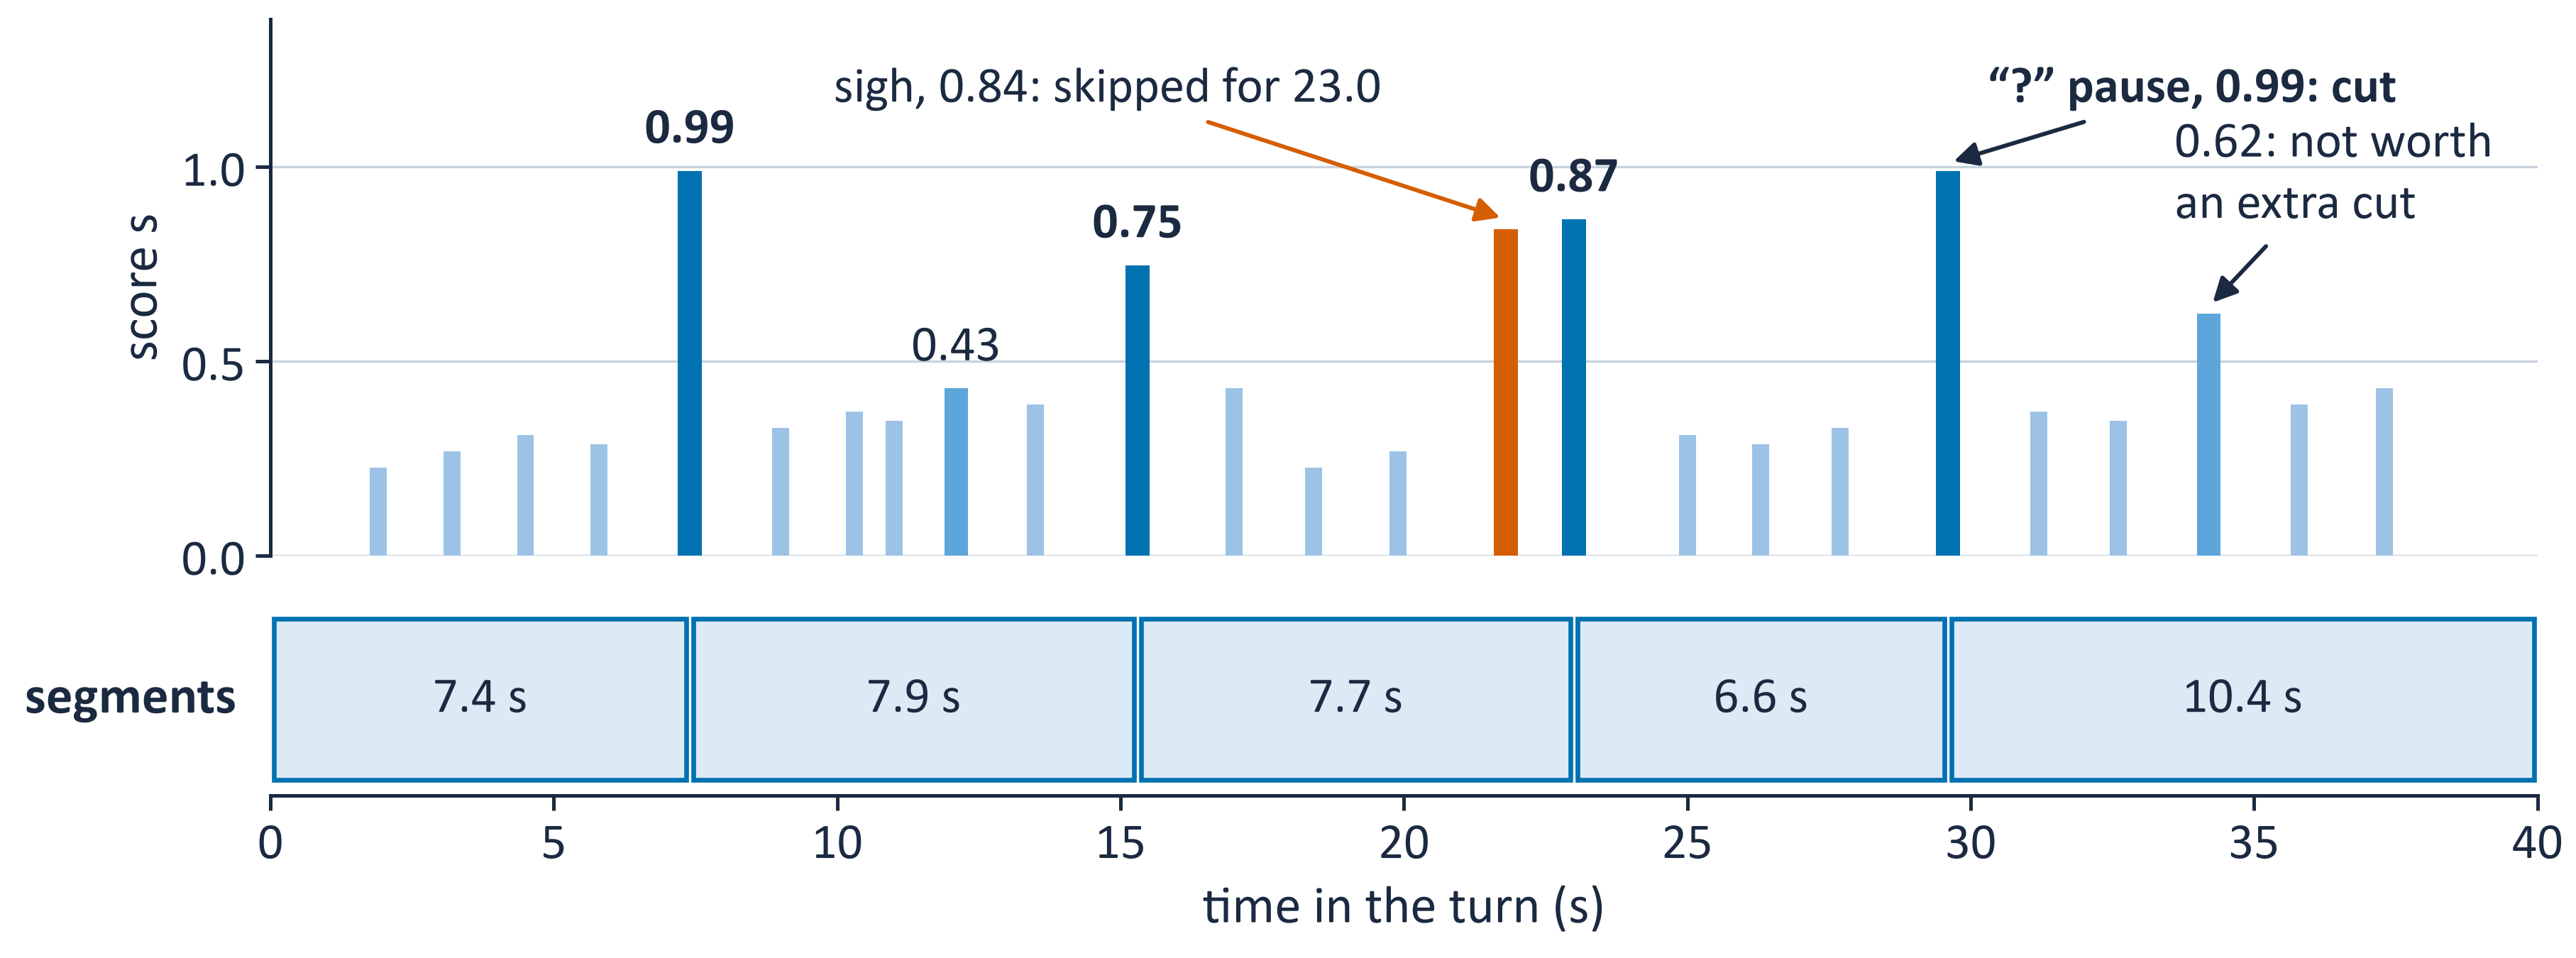 sigh, 0.84: skipped for 23.0
“?” pause, 0.99: cut
0.62: not worth
an extra cut
0.99
0.75
0.87
0.43
score s
1.0
0.5
0.0
segments
7.4 s
7.9 s
7.7 s
6.6 s
10.4 s
0
5
10
15
20
25
30
35
40
time in the turn (s)